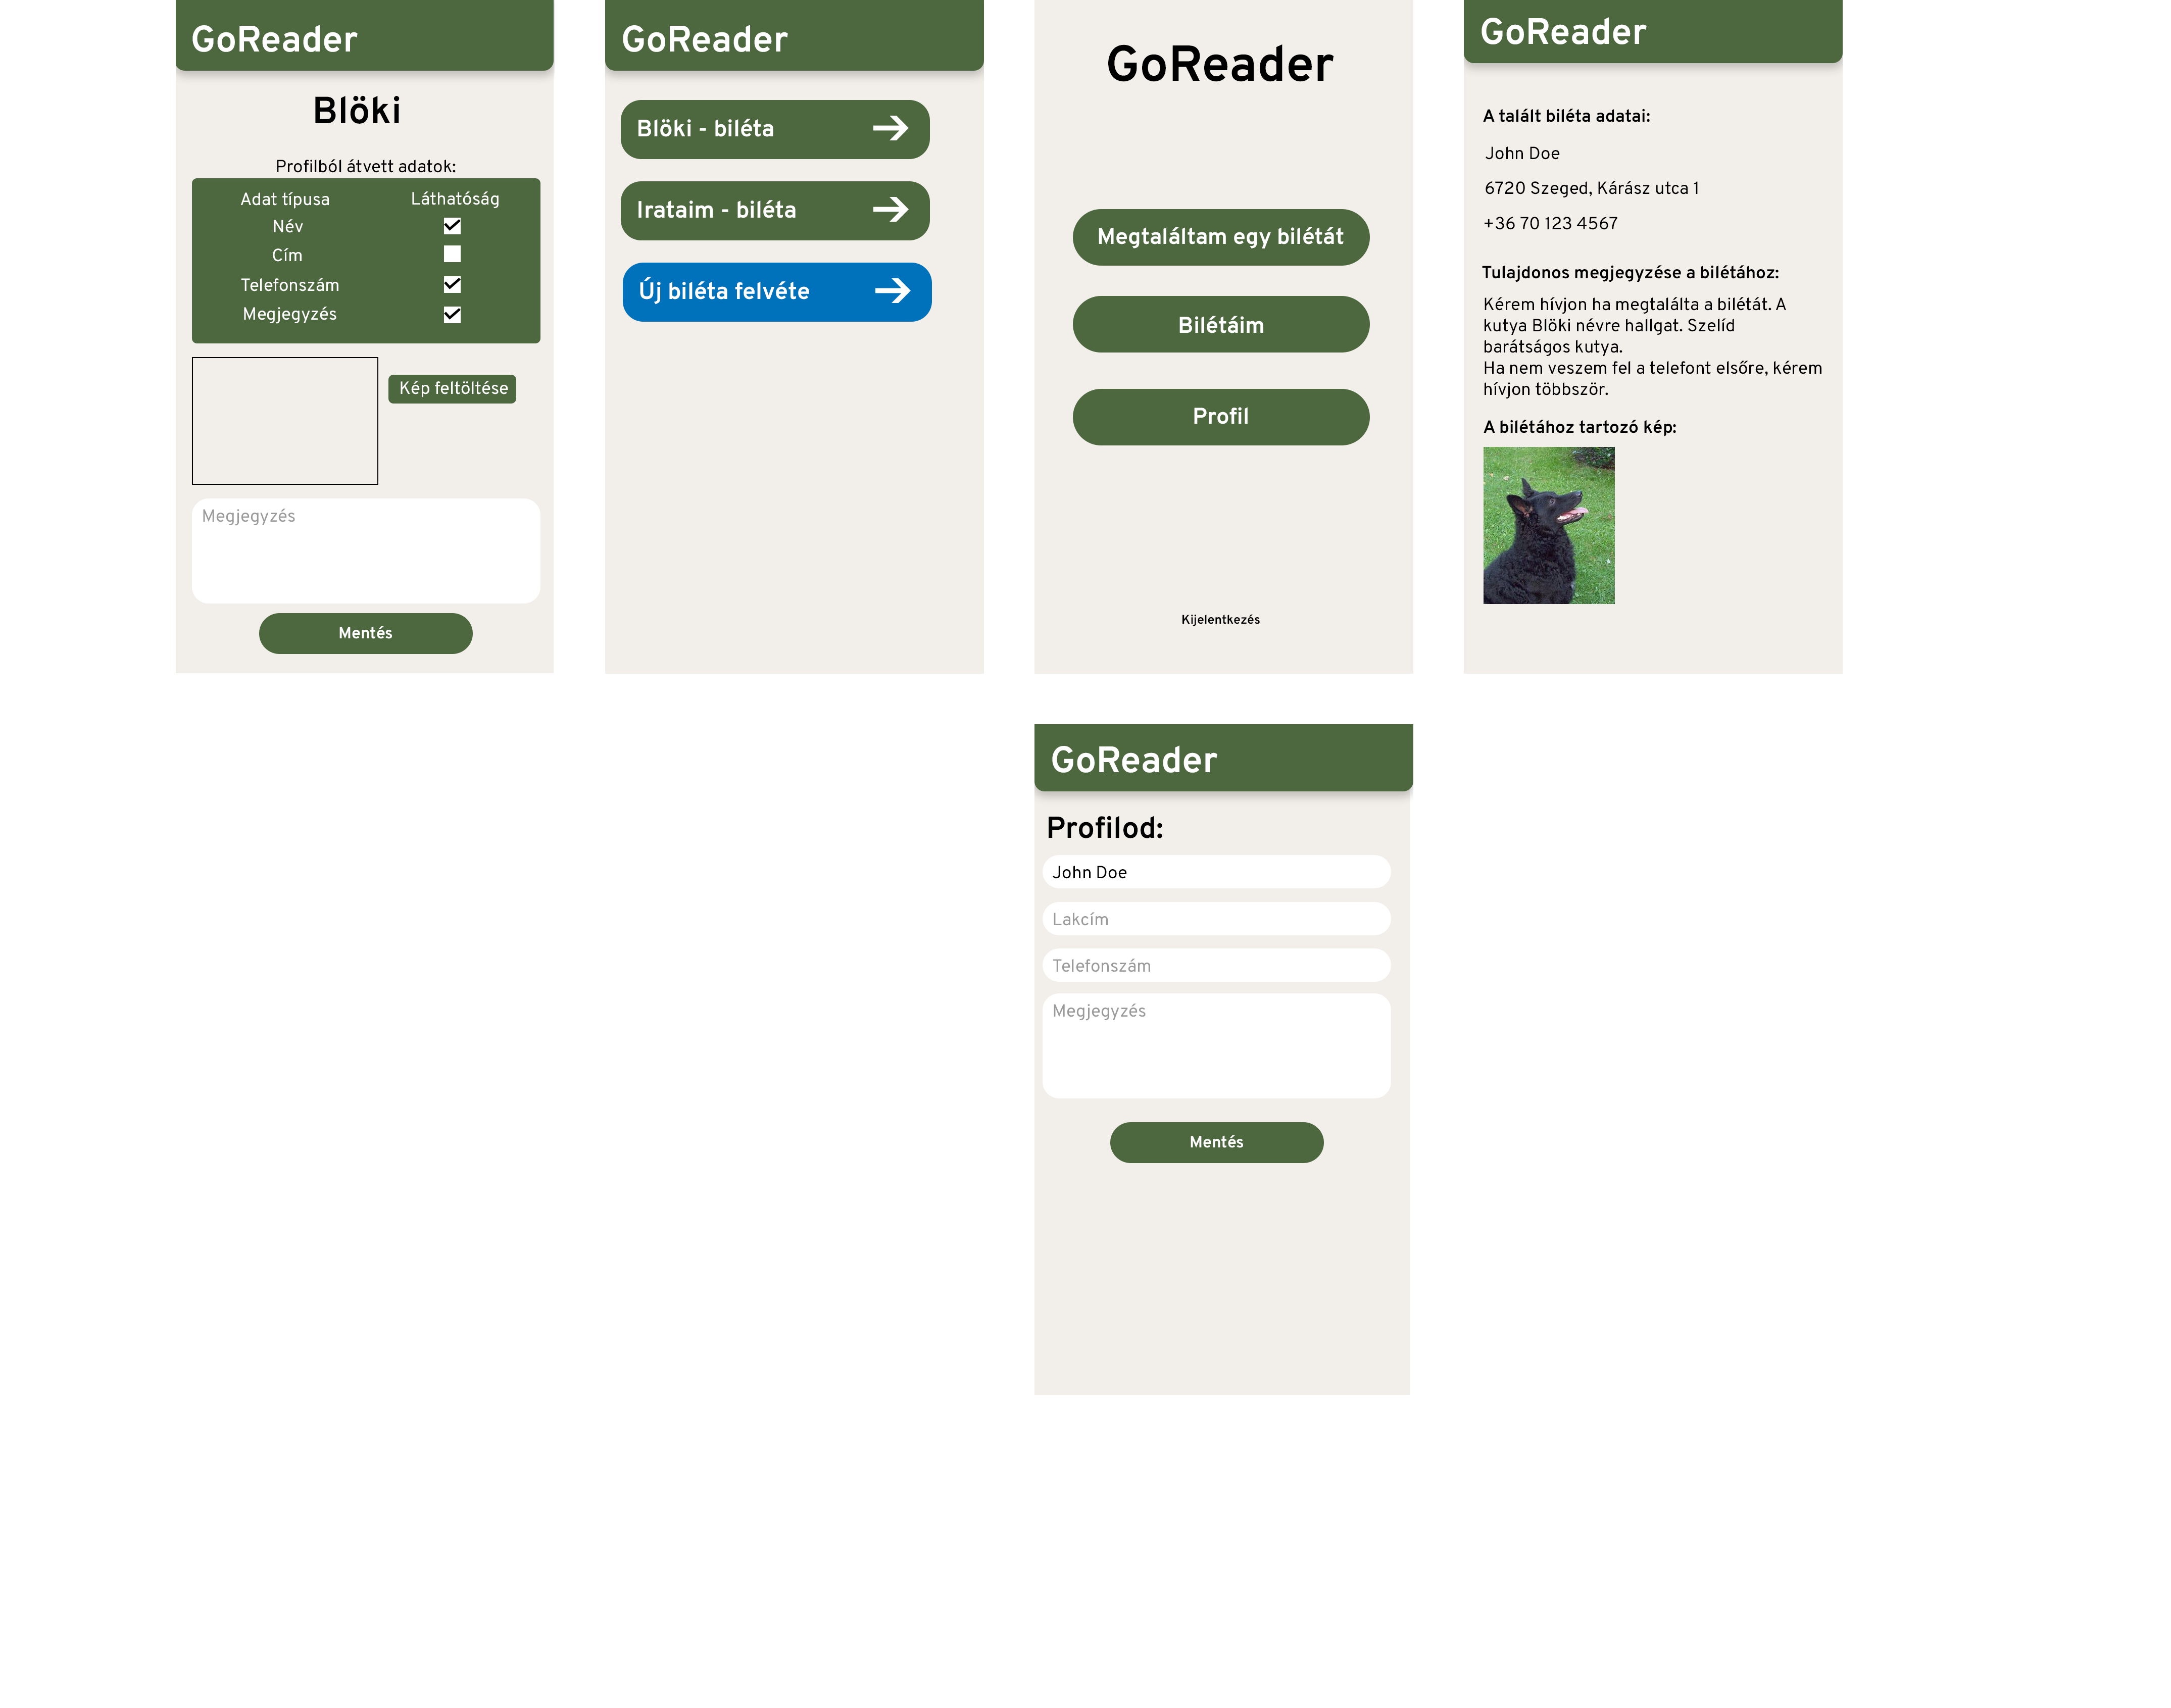 GoReader
Blöki
Profilból átvett adatok:
Adat típusa Láthatóság
Név
Cím
Telefonszám
Megjegyzés
Kép feltöltése
Megjegyzés
Mentés
GoReader
Blöki - biléta
Irataim - biléta
Új biléta felvéte
GoReader
Megtaláltam egy bilétát
Bilétáim
Profil
Kijelentkezés
GoReader
A talált biléta adatai:
John Doe
6720 Szeged, Kárász utca 1
+36 70 123 4567
Tulajdonos megjegyzése a bilétához:
Kérem hívjon ha megtalálta a bilétát. A
kutya Blöki névre hallgat. Szelíd
barátságos kutya.
Ha nem veszem fel a telefont elsőre, kérem
hívjon többször.
A bilétához tartozó kép:
GoReader
Profilod:
John Doe
Lakcím
Telefonszám
Megjegyzés
Mentés